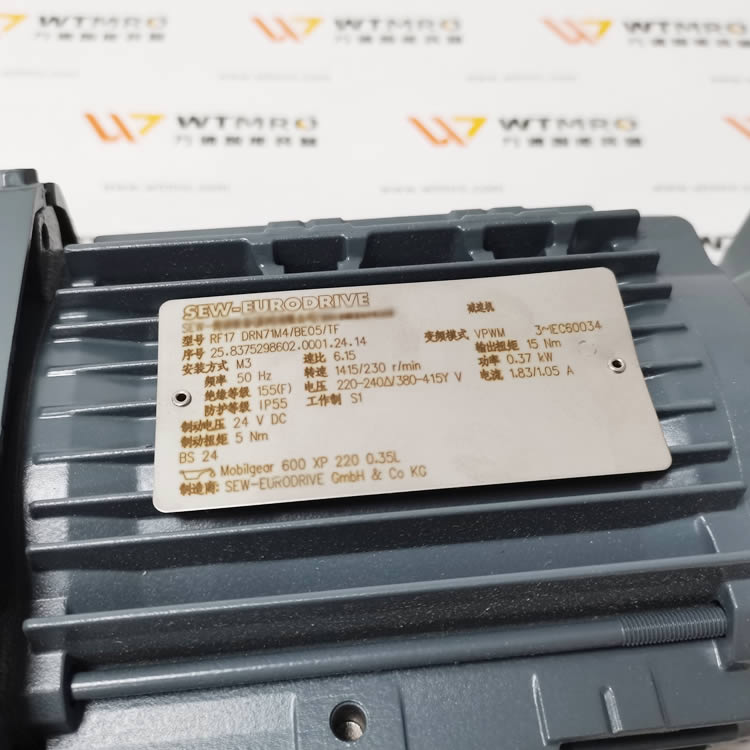 WTMRO
WTMRO
WTMRO
WTMRO
WTMRO
SEW-EURODRIVE 减速机
SEW-
型号 RF17 DRN71M4/BE05/TF 变频模式 VPWM 3~IEC60034
序号 25.8375298602.0001.24.14 输出扭矩 15 Nm
安装方式 M3 速比 6.15 功率 0.37 kW
频率 50 Hz 转速 1415/230 r/min 电流 1.83/1.05 A
绝缘等级 155(F) 电压 220-240Δ/380-415Y V
防护等级 IP55 工作制 S1
制动电压 24 V DC
制动扭矩 5 Nm
BS 24
Mobilgear 600 XP 220 0.35L
制造商: SEW-EURODRIVE GmbH & Co KG